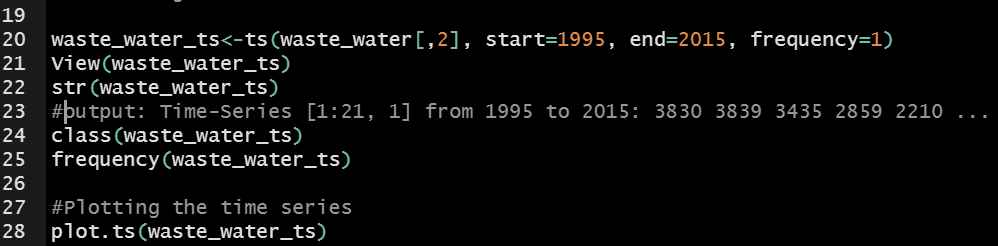 19
20 waste_water_ts<-ts(waste_water[,2], start=1995, end=2015, frequency=1)
21 View(waste_water_ts)
22 str(waste_water_ts)
23 #output: Time-Series [1:21, 1] from 1995 to 2015: 3830 3839 3435 2859 2210 ...
24 class(waste_water_ts)
25 frequency(waste_water_ts)
26
27 #Plotting the time series
28 plot.ts(waste_water_ts)